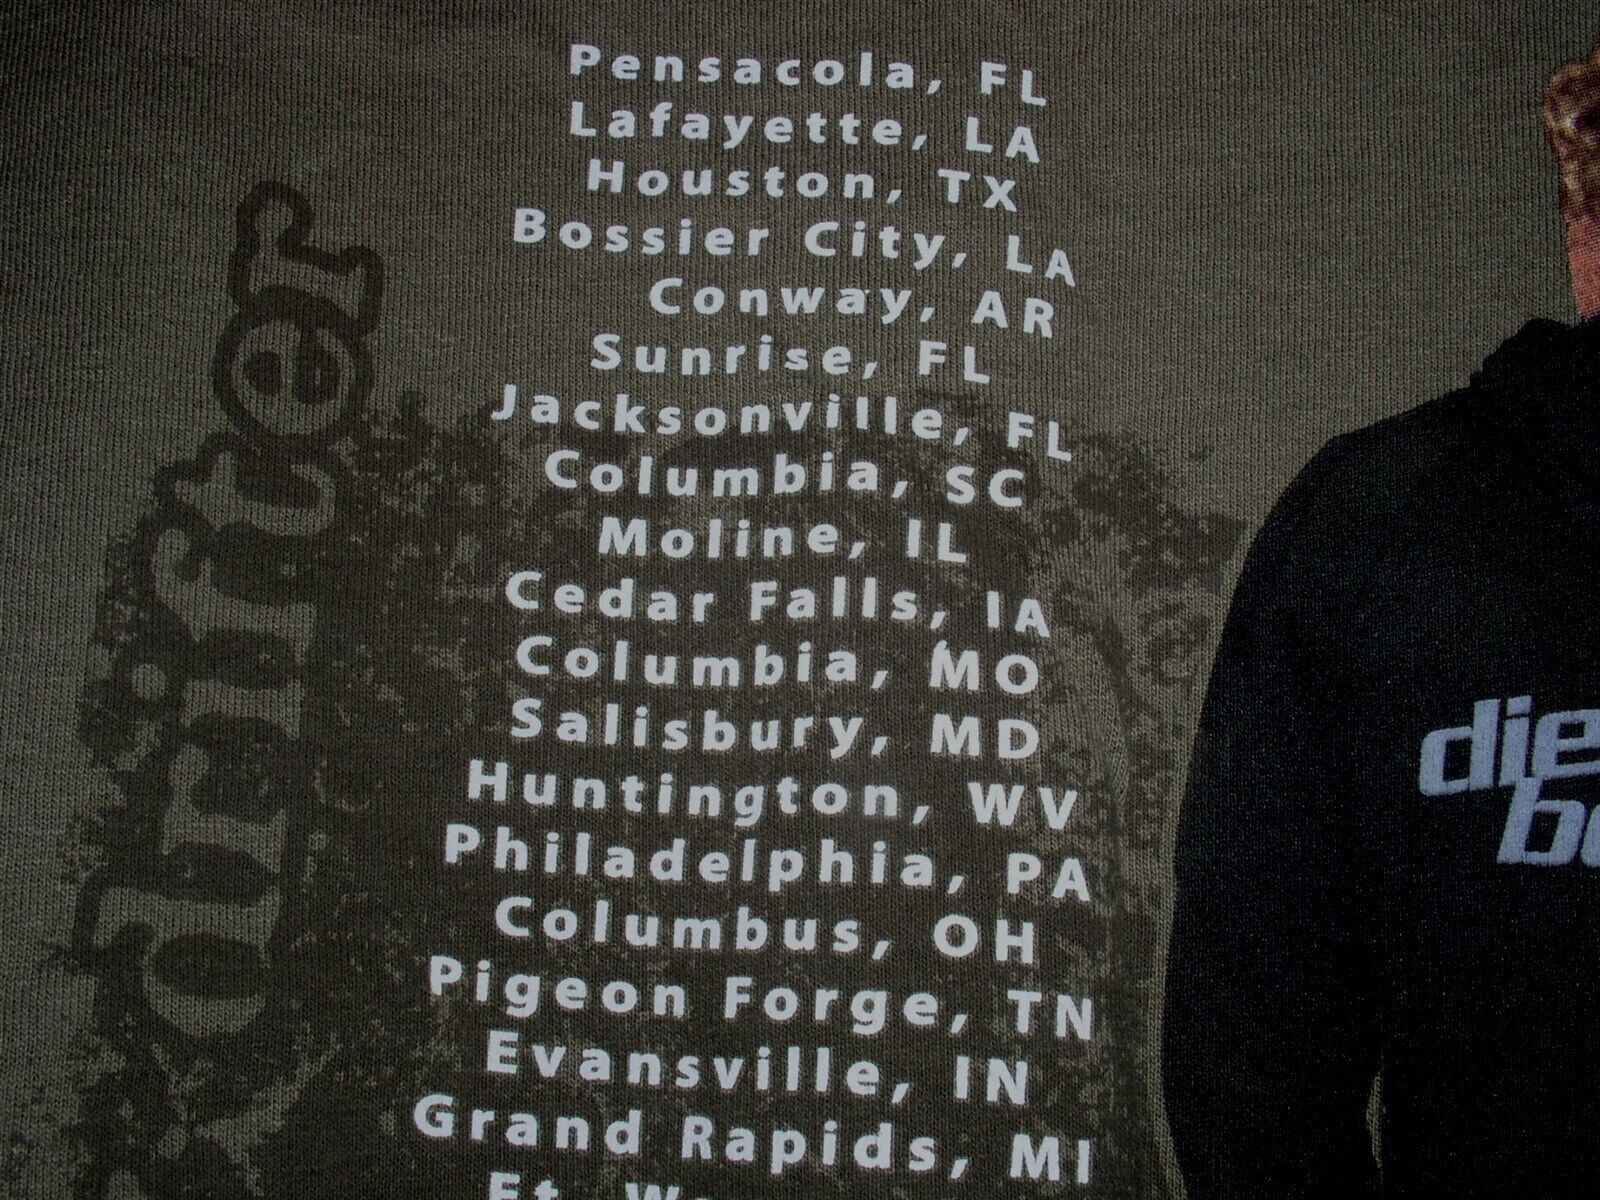 Pensacola, FL
Lafayette, LA
Houston, TX
Bossier City, LA
Conway, AR
Sunrise, FL
Jacksonville, FL
Columbia, SC
Moline, IL
Cedar Falls, IA
Columbia, MO
Salisbury, MD
Huntington, WV
Philadelphia, PA
Columbus, OH
Pigeon Forge, TN
Evansville, IN
Grand Rapids, MI